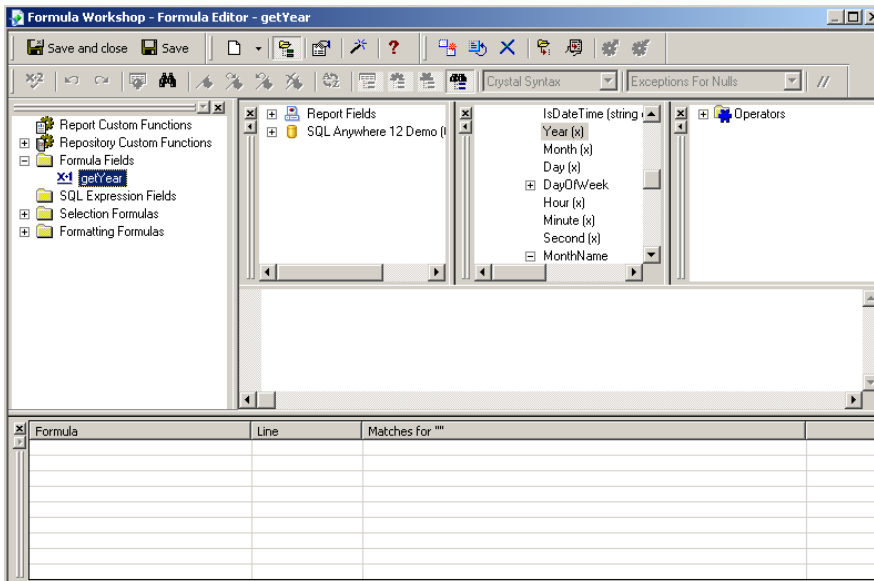 Formula Workshop - Formula Editor - getYear
Save and close Save ?
X+2 Crystal Syntax Exceptions For Nulls //
Report Custom Functions
Repository Custom Functions
Formula Fields
X+1 getYear
SQL Expression Fields
Selection Formulas
Formatting Formulas
Report Fields
SQL Anywhere 12 Demo (
IsDateTime (string
Year (x)
Month (x)
Day (x)
DayOfWeek
Hour (x)
Minute (x)
Second (x)
MonthName
Operators
Formula Line Matches for ""